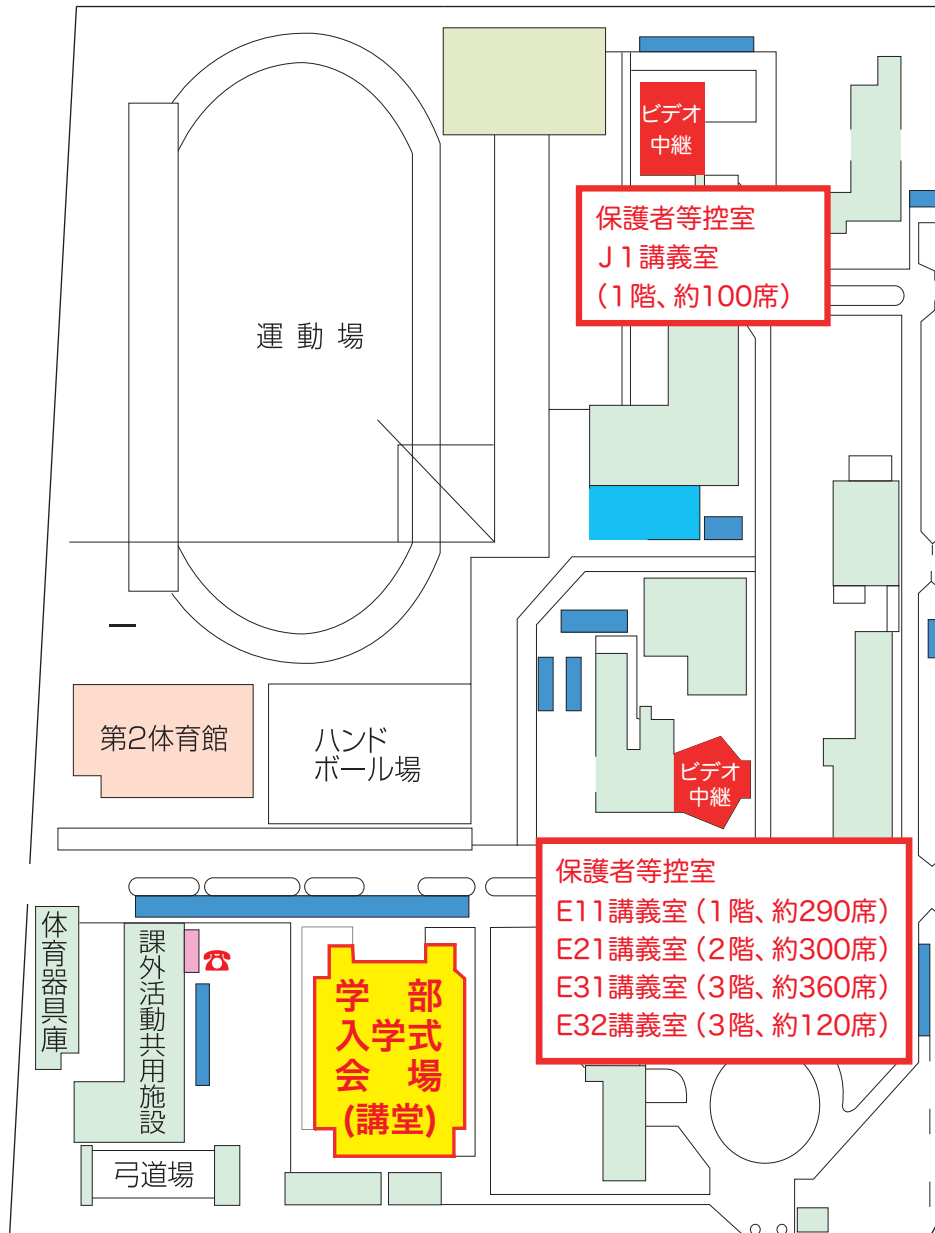 ビデオ
中継
保護者等控室
J1講義室
(1階、約100席)
運動場
第2体育館
ハンド
ボール場
ビデオ
中継
保護者等控室
E11講義室(1階、約290席)
E21講義室(2階、約300席)
E31講義室(3階、約360席)
E32講義室(3階、約120席)
体育器具庫
課外活動共用施設
学部
入学式
会場
(講堂)
弓道場